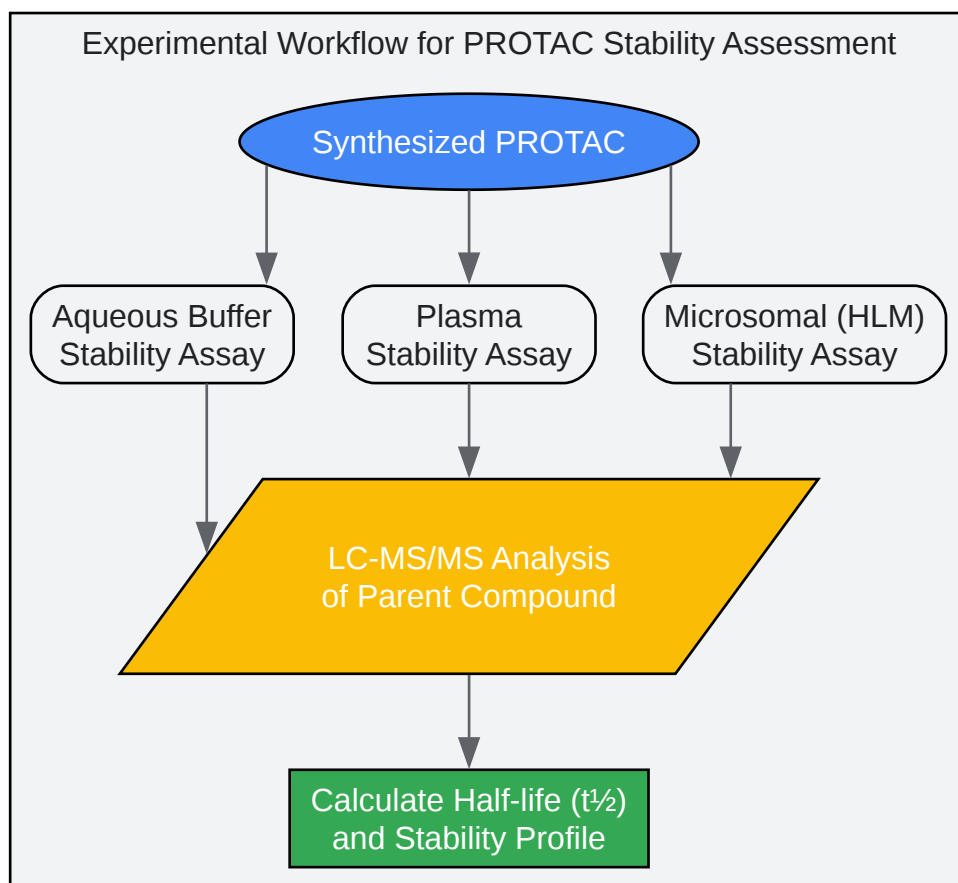 Experimental Workflow for PROTAC Stability Assessment
Synthesized PROTAC
Aqueous Buffer
Stability Assay
Plasma
Stability Assay
Microsomal (HLM)
Stability Assay
LC-MS/MS Analysis
of Parent Compound
Calculate Half-life (t½)
and Stability Profile